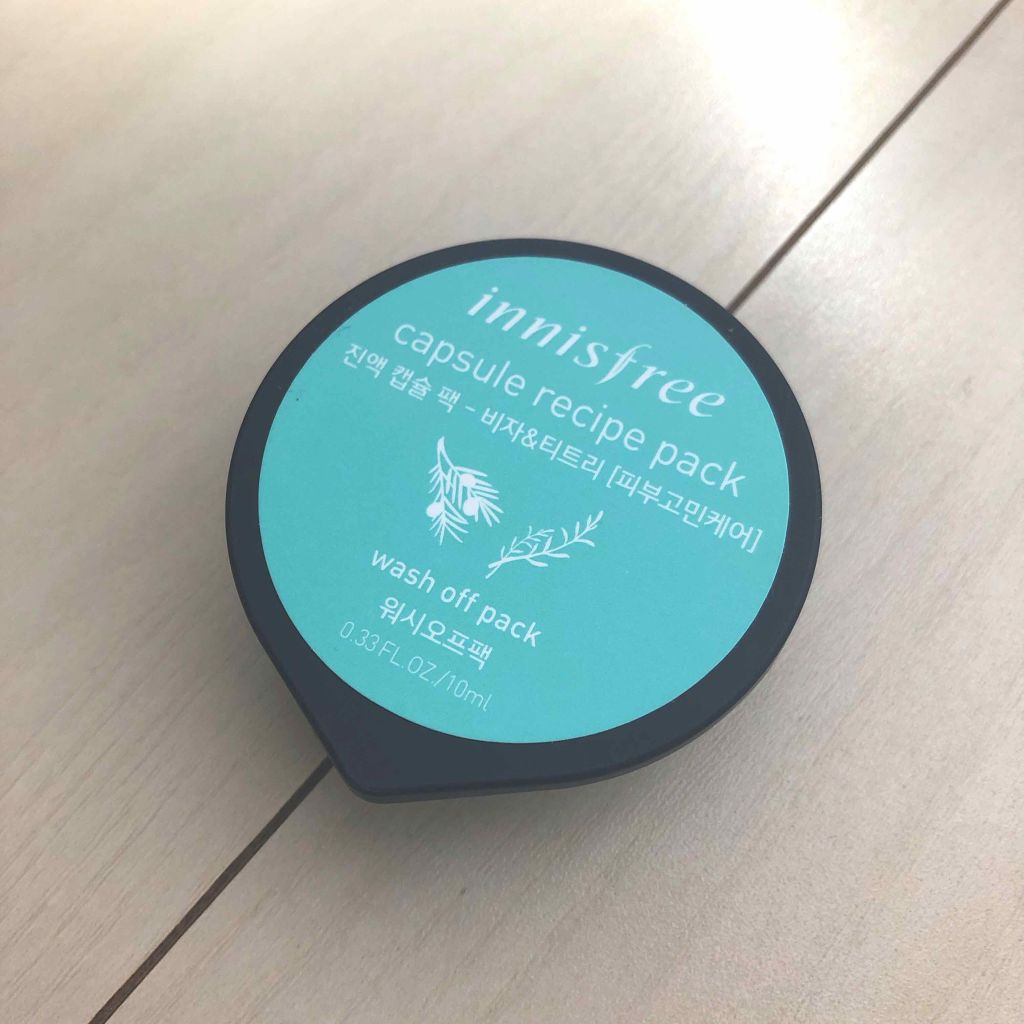 innisfree
capsule recipe pack
진액 캡슐 팩 - 비자&티트리 [피부고민케어]
wash off pack
워시오프팩
0.33 FL.OZ./10ml